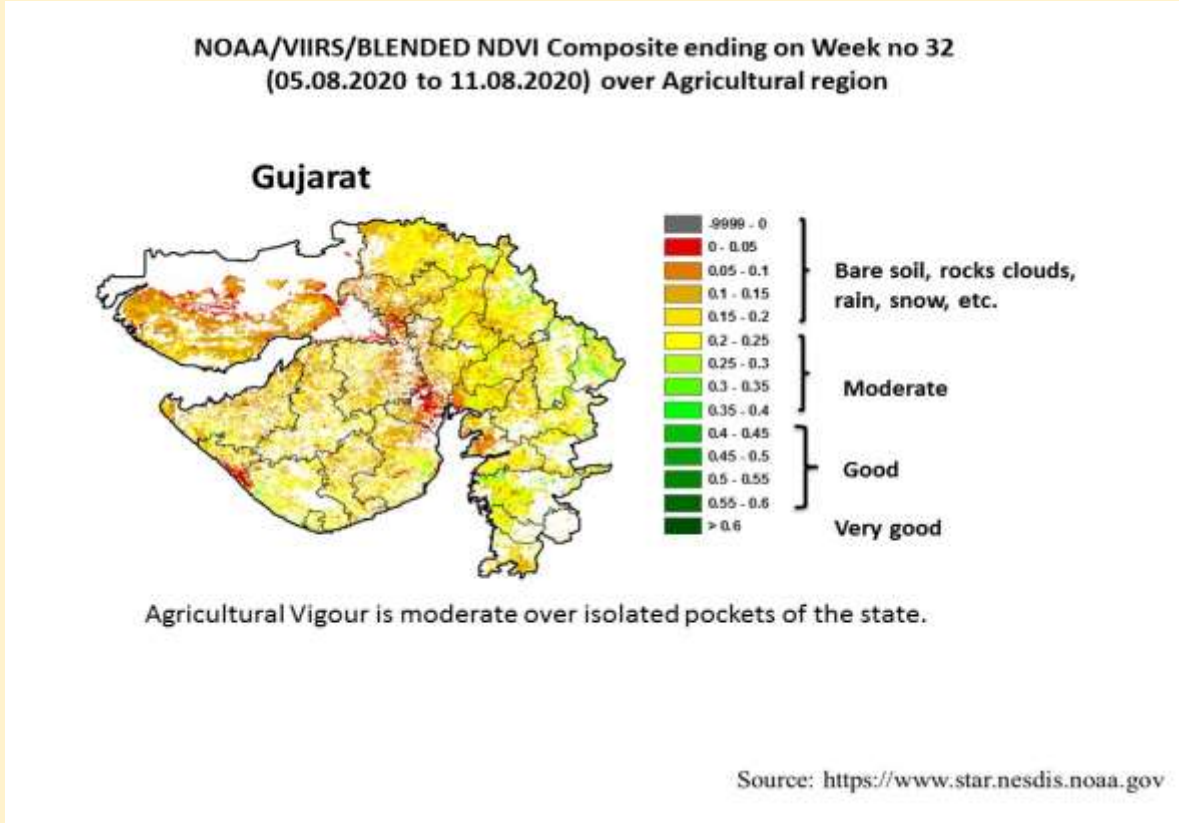 NOAA/VIIRS/BLENDED NDVI Composite ending on Week no 32
(05.08.2020 to 11.08.2020) over Agricultural region
Gujarat
-9999 - 0
0 - 0.05
0.05 - 0.1
0.1 - 0.15
0.15 - 0.2
0.2 - 0.25
0.25 - 0.3
0.3 - 0.35
0.35 - 0.4
0.4 - 0.45
0.45 - 0.5
0.5 - 0.55
0.55 - 0.6
> 0.6
Bare soil, rocks clouds,
rain, snow, etc.
Moderate
Good
Very good
Agricultural Vigour is moderate over isolated pockets of the state.
Source: https://www.star.nesdis.noaa.gov